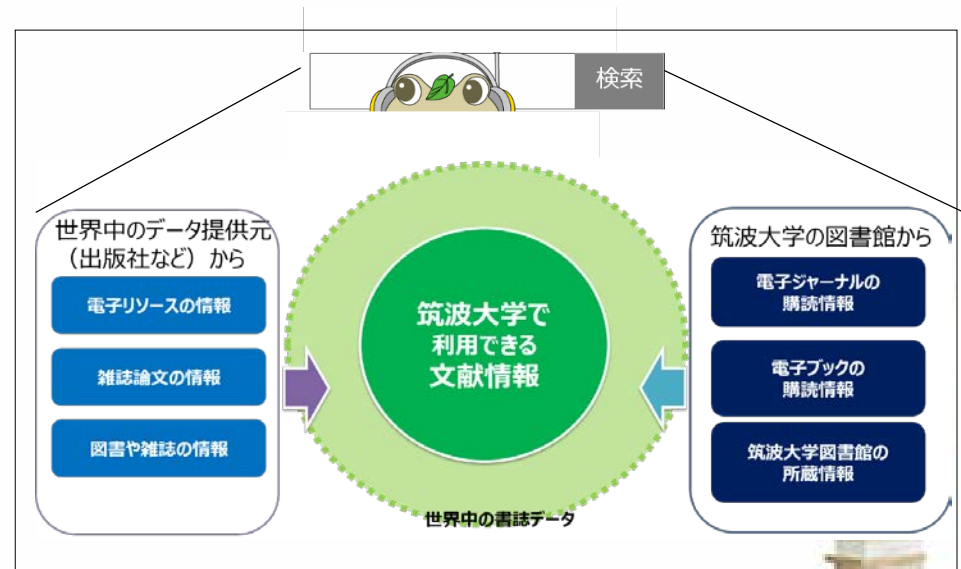 検索
世界中のデータ提供元
（出版社など）から
電子リソースの情報
雑誌論文の情報
図書や雑誌の情報
筑波大学で
利用できる
文献情報
世界中の書誌データ
筑波大学の図書館から
電子ジャーナルの
購読情報
電子ブックの
購読情報
筑波大学図書館の
所蔵情報